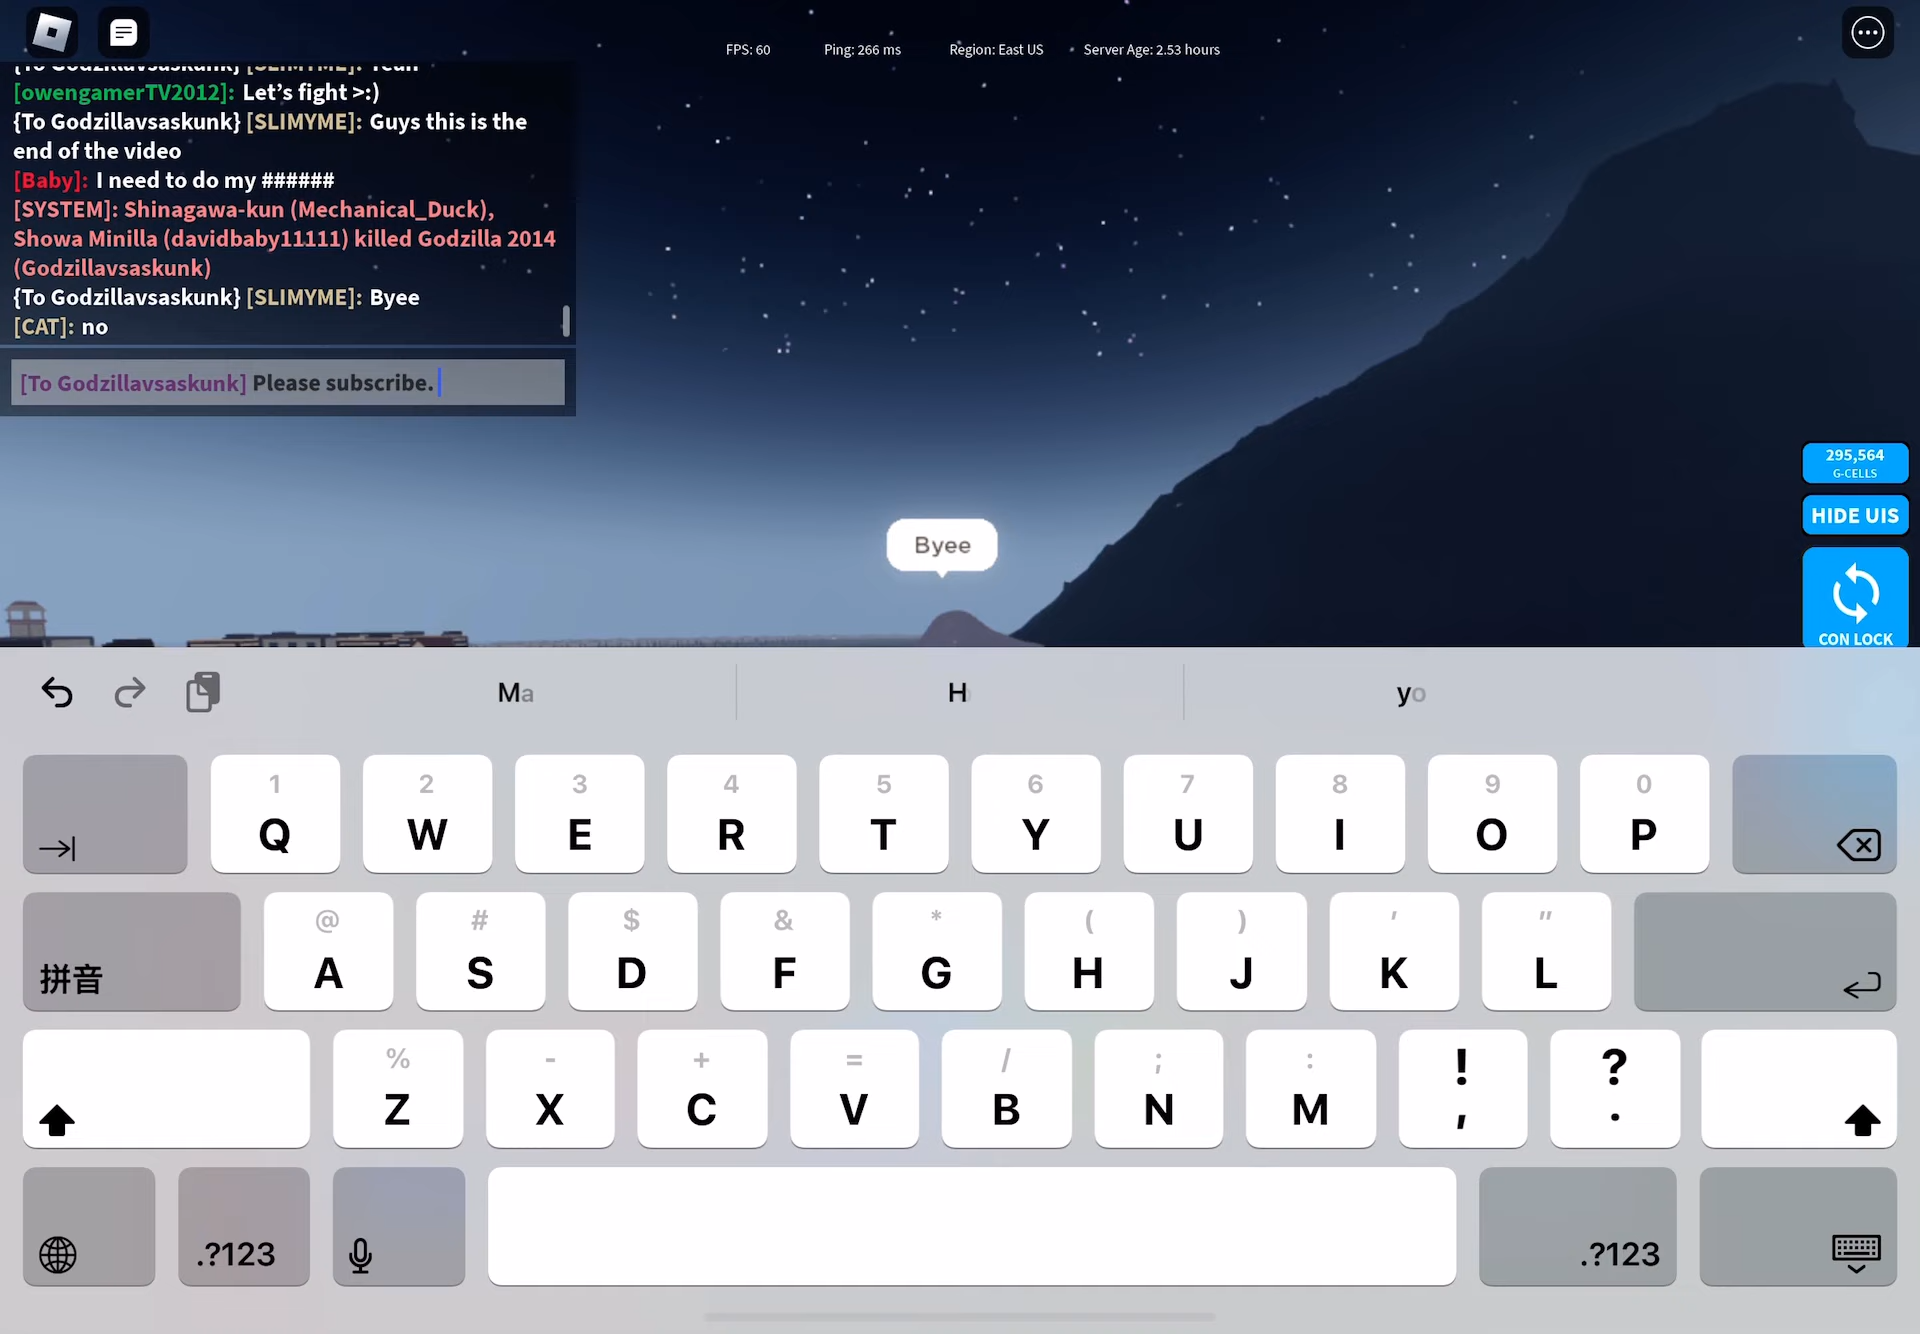 FPS: 60 Ping: 266 ms Region: East US Server Age: 2.53 hours
{To Godzillavsaskunk} [SLIMYME]: Yeah
[owengamerTV2012]: Let's fight >:)
{To Godzillavsaskunk} [SLIMYME]: Guys this is the
end of the video
[Baby]: I need to do my ######
[SYSTEM]: Shinagawa-kun (Mechanical_Duck),
Showa Minilla (davidbaby11111) killed Godzilla 2014
(Godzillavsaskunk)
{To Godzillavsaskunk} [SLIMYME]: Byee
[CAT]: no
[To Godzillavsaskunk] Please subscribe.
295,564
G-CELLS
HIDE UIS
Byee
CON LOCK
Ma H yo
1 2 3 4 5 6 7 8 9 0
Q W E R T Y U I O P
@ # $ & * ( ) ' "
拼音 A S D F G H J K L
% - + = / ; : ! ?
Z X C V B N M , .
.?123 .?123